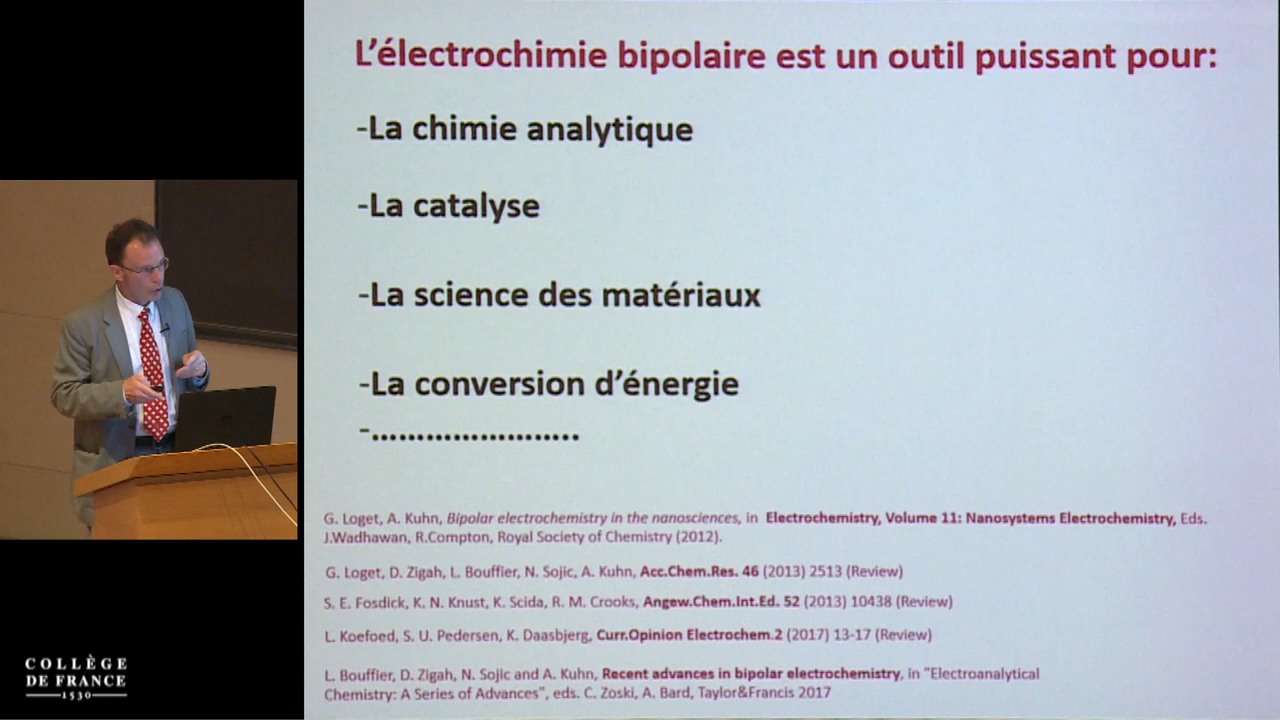 L'électrochimie bipolaire est un outil puissant pour:
-La chimie analytique
-La catalyse
-La science des matériaux
-La conversion d'énergie
-.......................
G. Loget, A. Kuhn, Bipolar electrochemistry in the nanosciences, in Electrochemistry, Volume 11: Nanosystems Electrochemistry, Eds.
J.Wadhawan, R.Compton, Royal Society of Chemistry (2012).
G. Loget, D. Zigah, L. Bouffier, N. Sojic, A. Kuhn, Acc.Chem.Res. 46 (2013) 2513 (Review)
S. E. Fosdick, K. N. Knust, K. Scida, R. M. Crooks, Angew.Chem.Int.Ed. 52 (2013) 10438 (Review)
L. Koefoed, S. U. Pedersen, K. Daasbjerg, Curr.Opinion Electrochem.2 (2017) 13-17 (Review)
L. Bouffier, D. Zigah, N. Sojic and A. Kuhn, Recent advances in bipolar electrochemistry, in "Electroanalytical
Chemistry: A Series of Advances", eds. C. Zoski, A. Bard, Taylor&Francis 2017
COLLÈGE
DE FRANCE
1530